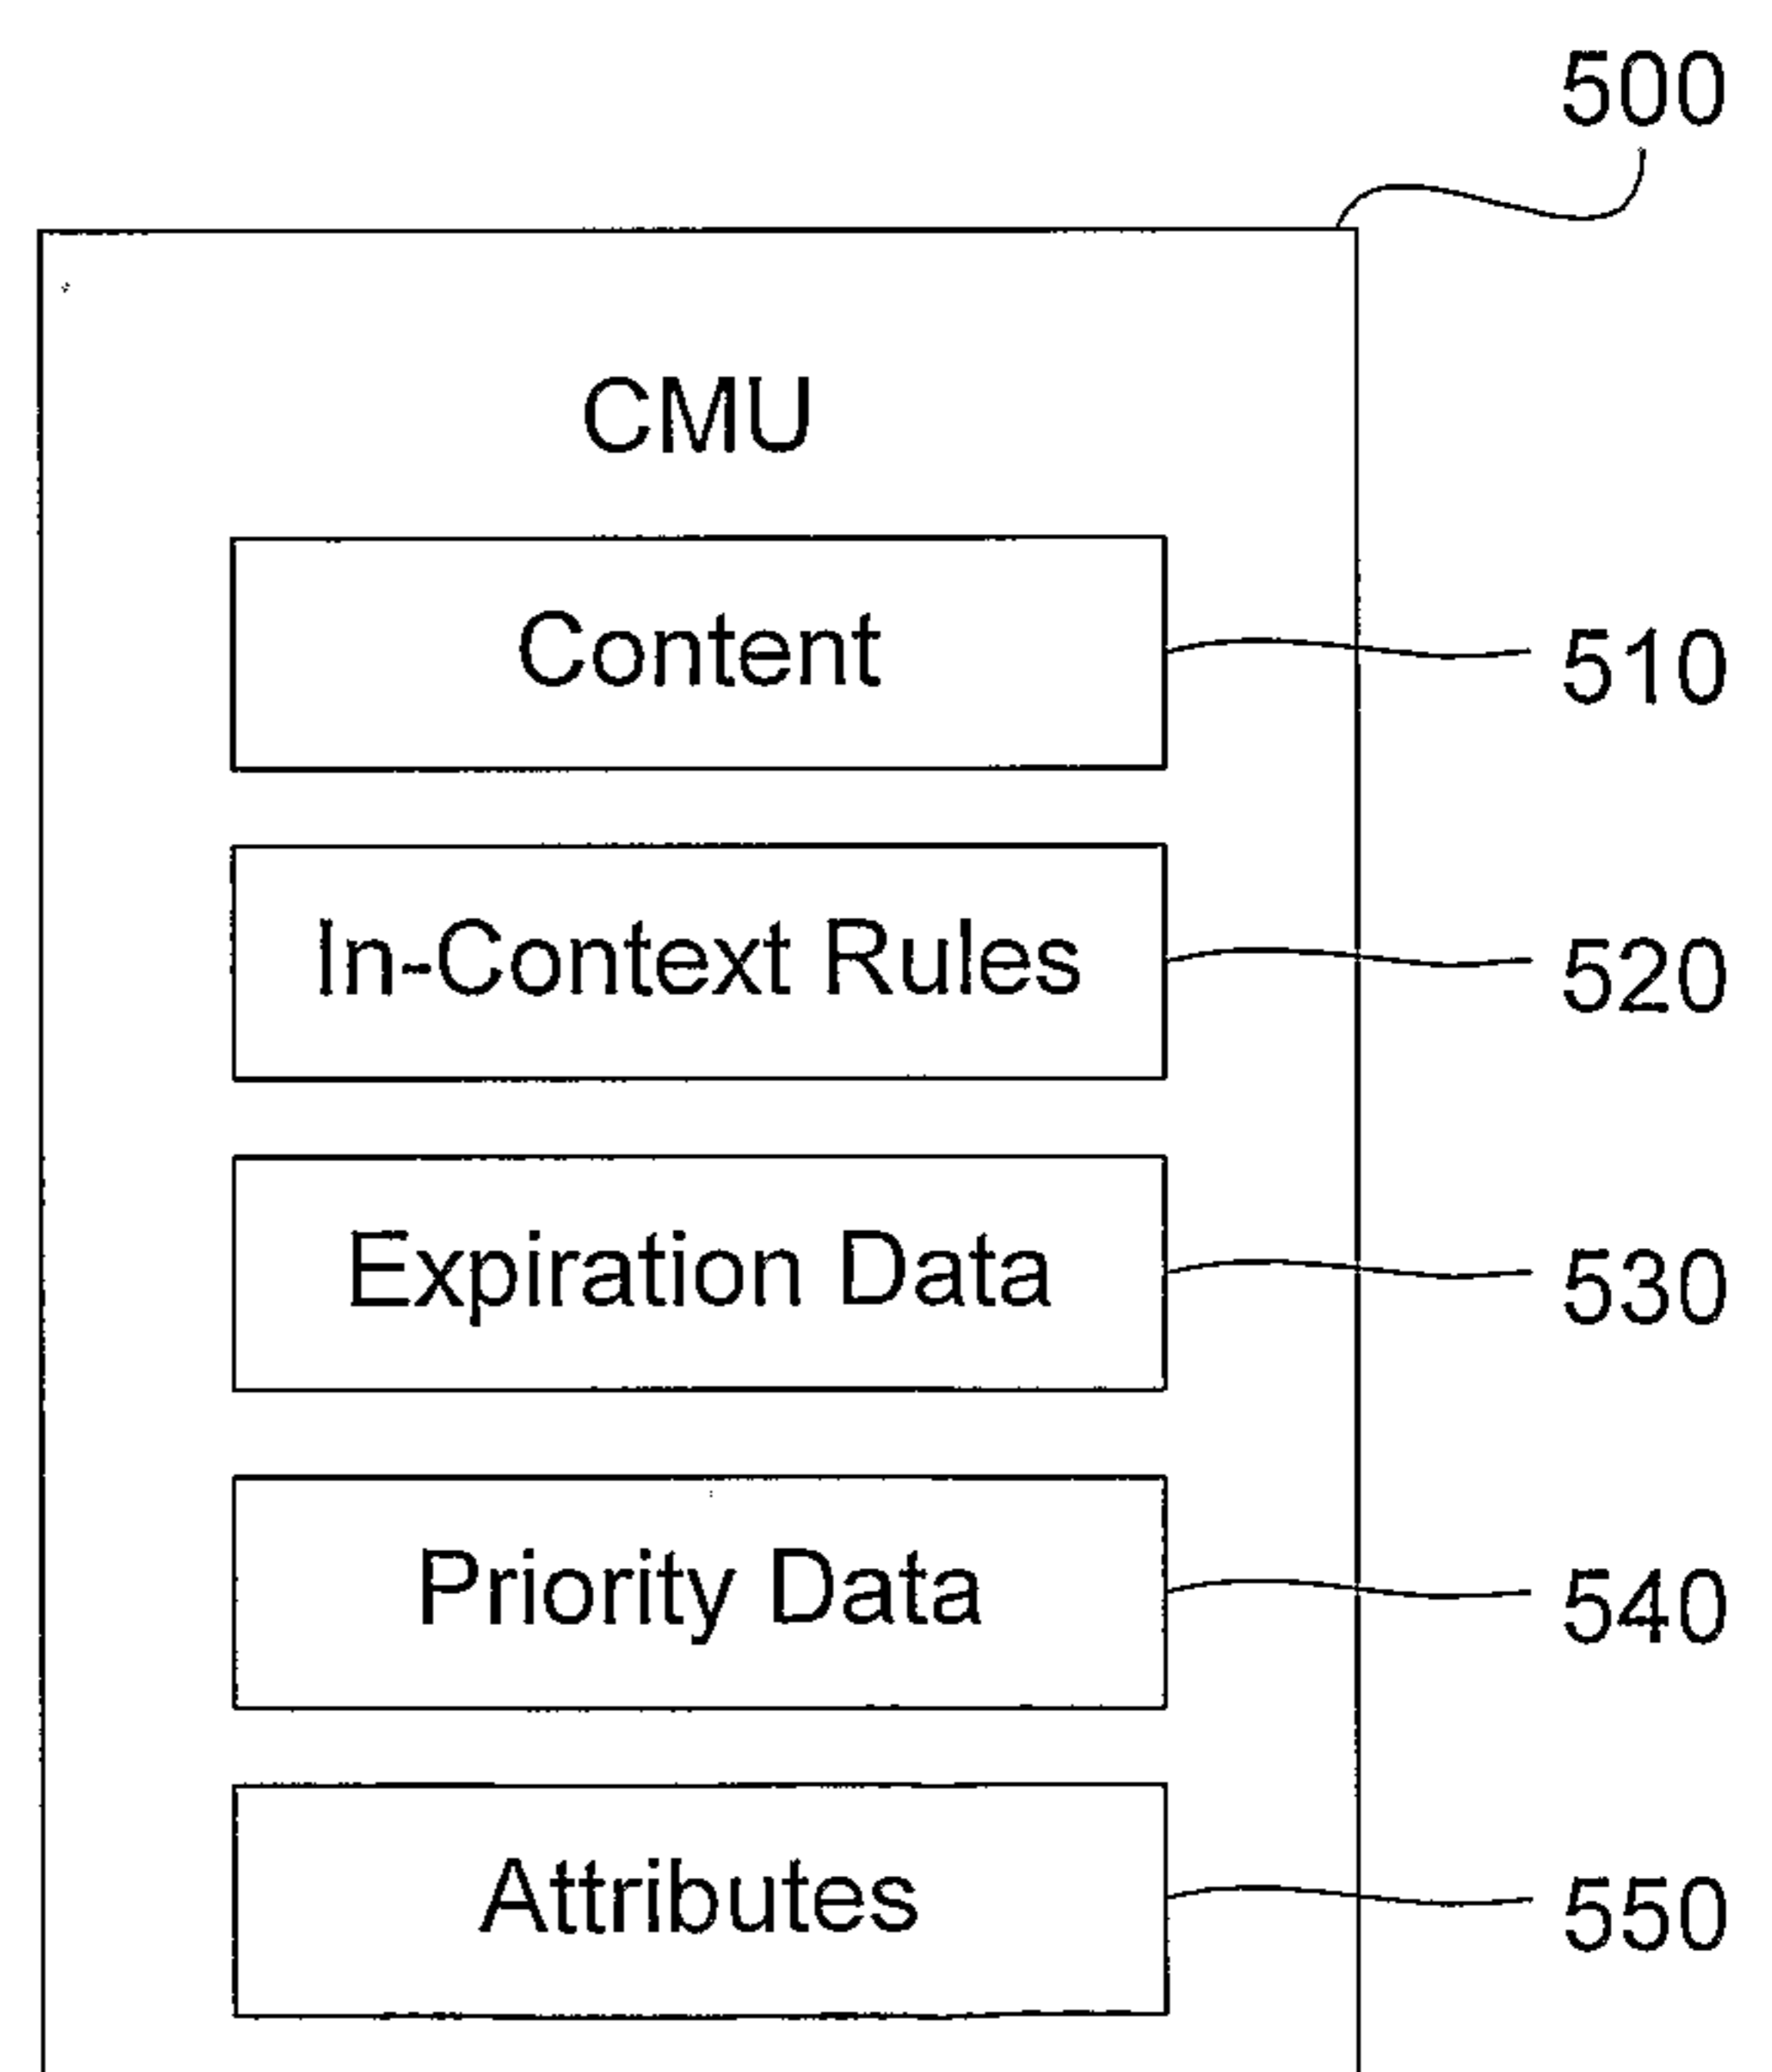 500
CMU
Content
510
In-Context Rules
520
Expiration Data
530
Priority Data
540
Attributes
550